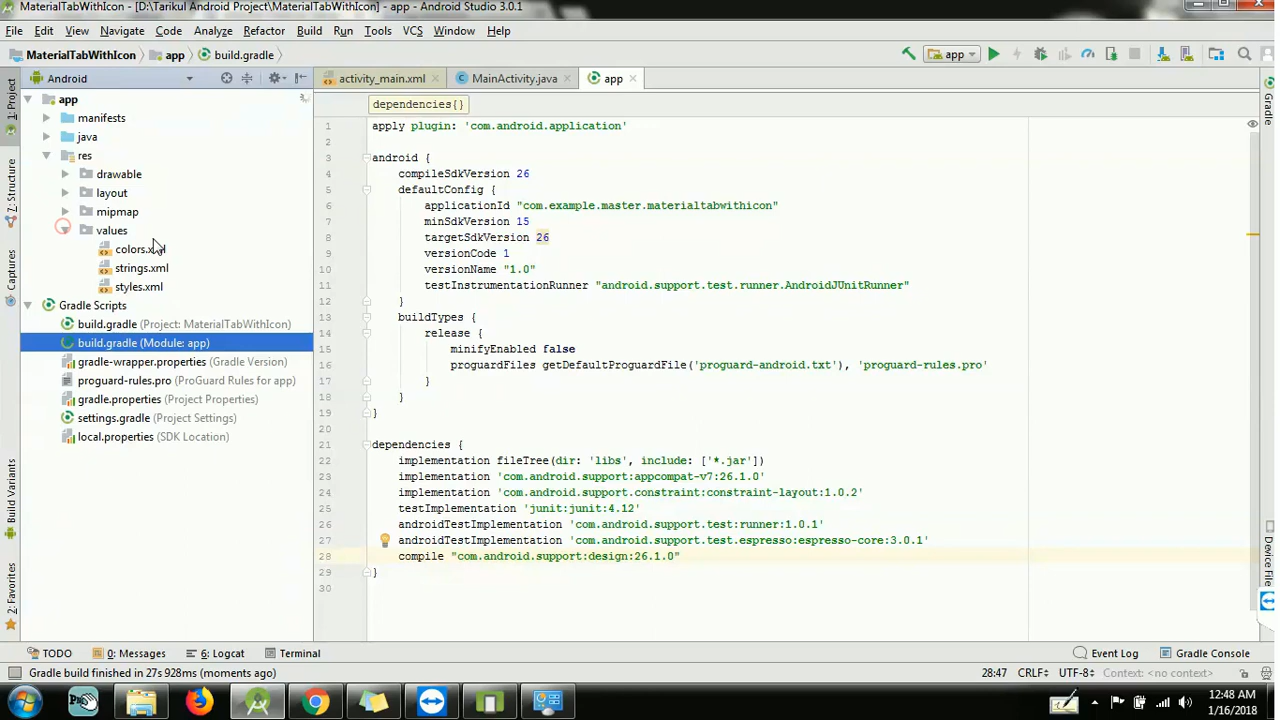 MaterialTabWithIcon - [D:\Tarikul Android Project\MaterialTabWithIcon] - app - Android Studio 3.0.1
File Edit View Navigate Code Analyze Refactor Build Run Tools VCS Window Help
MaterialTabWithIcon app build.gradle
app
Android
activity_main.xml MainActivity.java app
1: Project
Z: Structure
Captures
Build Variants
2: Favorites
app
manifests
java
res
drawable
layout
mipmap
values
colors.xml
strings.xml
styles.xml
Gradle Scripts
build.gradle (Project: MaterialTabWithIcon)
build.gradle (Module: app)
gradle-wrapper.properties (Gradle Version)
proguard-rules.pro (ProGuard Rules for app)
gradle.properties (Project Properties)
settings.gradle (Project Settings)
local.properties (SDK Location)
dependencies{}
1 apply plugin: 'com.android.application'
2
3 android {
4 compileSdkVersion 26
5 defaultConfig {
6 applicationId "com.example.master.materialtabwithicon"
7 minSdkVersion 15
8 targetSdkVersion 26
9 versionCode 1
10 versionName "1.0"
11 testInstrumentationRunner "android.support.test.runner.AndroidJUnitRunner"
12 }
13 buildTypes {
14 release {
15 minifyEnabled false
16 proguardFiles getDefaultProguardFile('proguard-android.txt'), 'proguard-rules.pro'
17 }
18 }
19 }
20
21 dependencies {
22 implementation fileTree(dir: 'libs', include: ['*.jar'])
23 implementation 'com.android.support:appcompat-v7:26.1.0'
24 implementation 'com.android.support.constraint:constraint-layout:1.0.2'
25 testImplementation 'junit:junit:4.12'
26 androidTestImplementation 'com.android.support.test:runner:1.0.1'
27 androidTestImplementation 'com.android.support.test.espresso:espresso-core:3.0.1'
28 compile "com.android.support:design:26.1.0"
29 }
30
Gradle
Device File
TODO 0: Messages 6: Logcat Terminal Event Log Gradle Console
Gradle build finished in 27s 928ms (moments ago) 28:47 CRLF÷ UTF-8÷ Context: <no context>
12:48 AM
1/16/2018